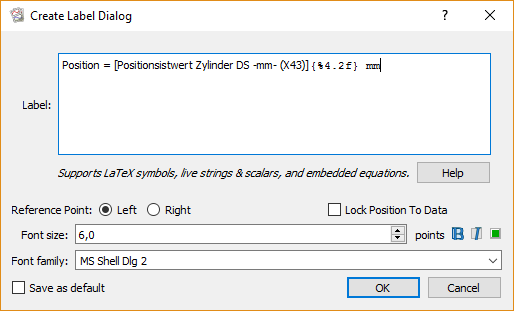 Create Label Dialog
?
Label:
Position = [Positionsistwert Zylinder DS -mm- (X43)]{%4.2f} mm
Supports LaTeX symbols, live strings & scalars, and embedded equations.
Help
Reference Point: Left Right Lock Position To Data
Font size: 6,0 points B I
Font family: MS Shell Dlg 2
Save as default OK Cancel